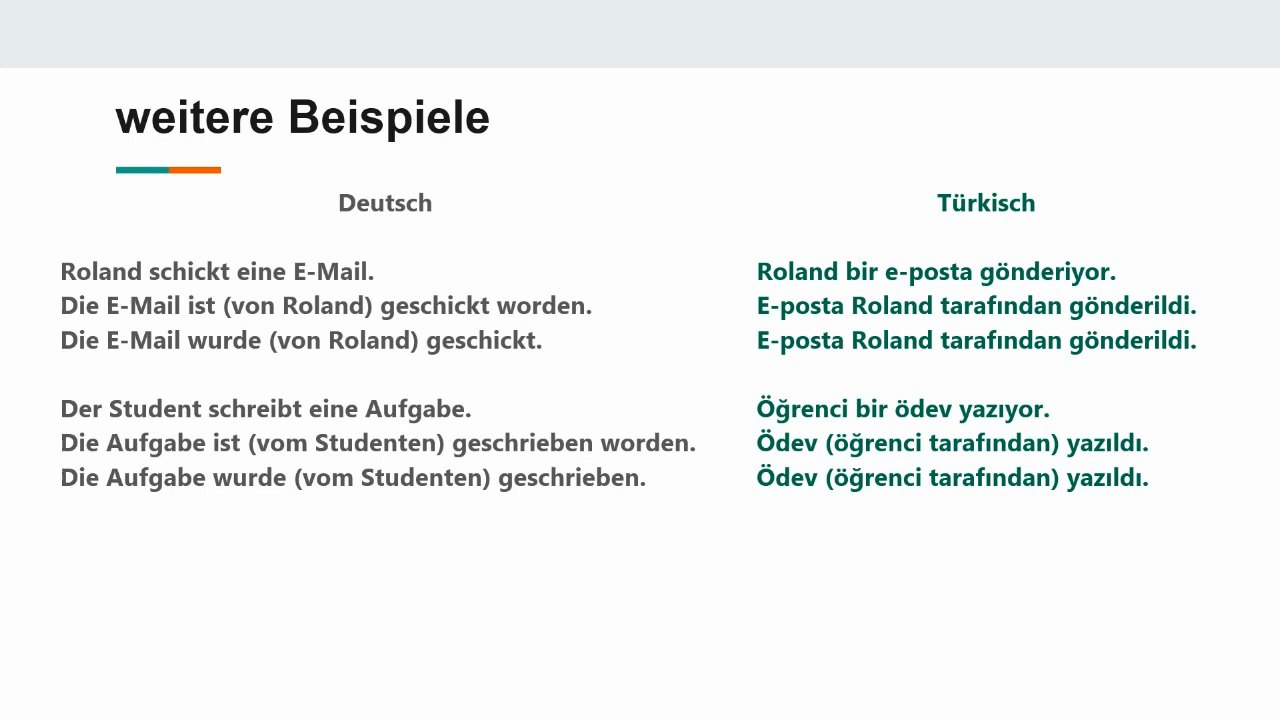 weitere Beispiele
Deutsch
Roland schickt eine E-Mail.
Die E-Mail ist (von Roland) geschickt worden.
Die E-Mail wurde (von Roland) geschickt.
Der Student schreibt eine Aufgabe.
Die Aufgabe ist (vom Studenten) geschrieben worden.
Die Aufgabe wurde (vom Studenten) geschrieben.
Türkisch
Roland bir e-posta gönderiyor.
E-posta Roland tarafından gönderildi.
E-posta Roland tarafından gönderildi.
Öğrenci bir ödev yazıyor.
Ödev (öğrenci tarafından) yazıldı.
Ödev (öğrenci tarafından) yazıldı.